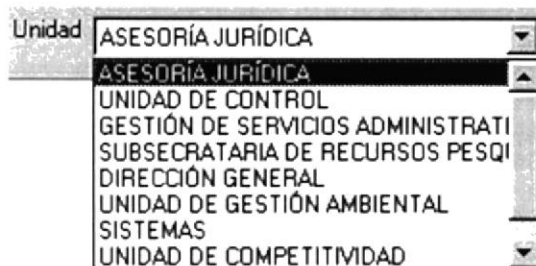 Unidad ASESORÍA JURÍDICA
ASESORÍA JURÍDICA
UNIDAD DE CONTROL
GESTIÓN DE SERVICIOS ADMINISTRATI
SUBSECRATARIA DE RECURSOS PESQI
DIRECCIÓN GENERAL
UNIDAD DE GESTIÓN AMBIENTAL
SISTEMAS
UNIDAD DE COMPETITIVIDAD